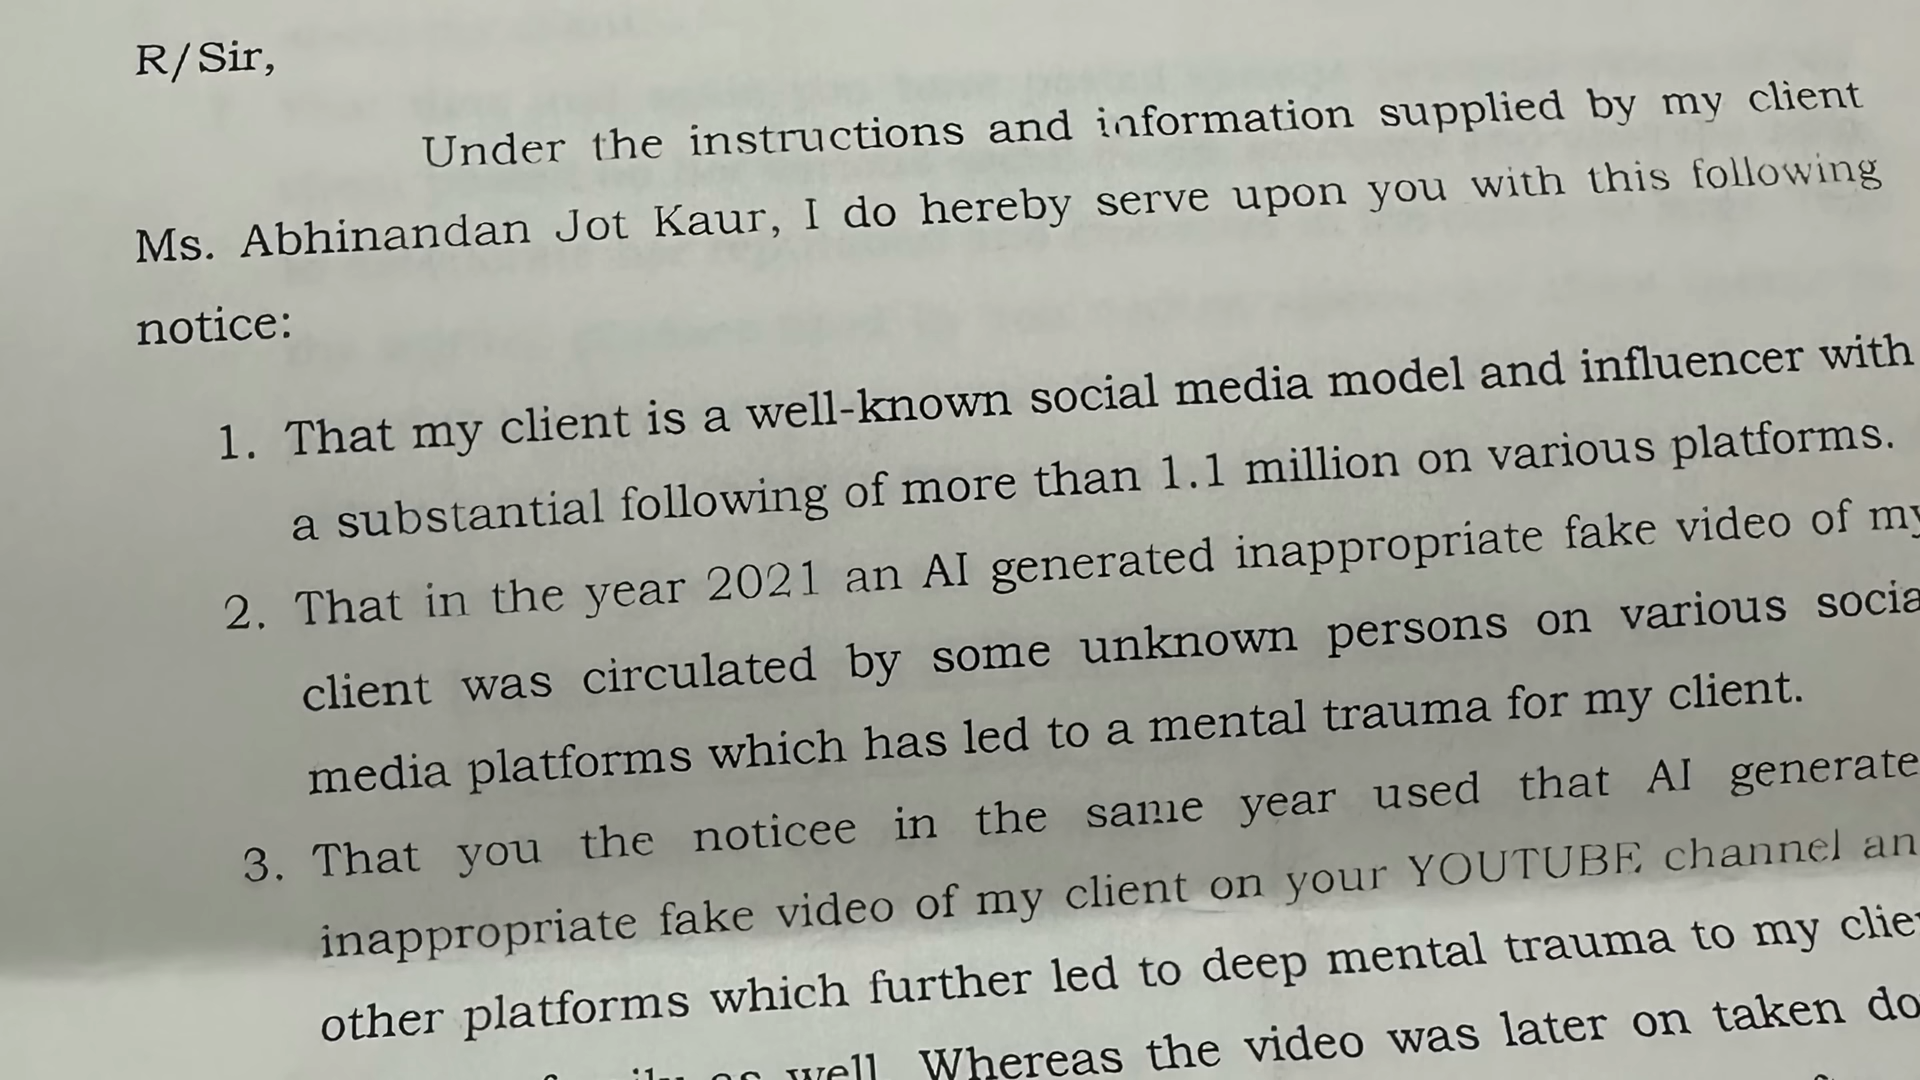 R/Sir,
Under the instructions and information supplied by my client
Ms. Abhinandan Jot Kaur, I do hereby serve upon you with this following
notice:
1. That my client is a well-known social media model and influencer with
a substantial following of more than 1.1 million on various platforms.
2. That in the year 2021 an AI generated inappropriate fake video of my
client was circulated by some unknown persons on various socia
media platforms which has led to a mental trauma for my client.
3. That you the noticee in the same year used that AI generate
inappropriate fake video of my client on your YOUTUBE channel an
other platforms which further led to deep mental trauma to my clie
as well. Whereas the video was later on taken do